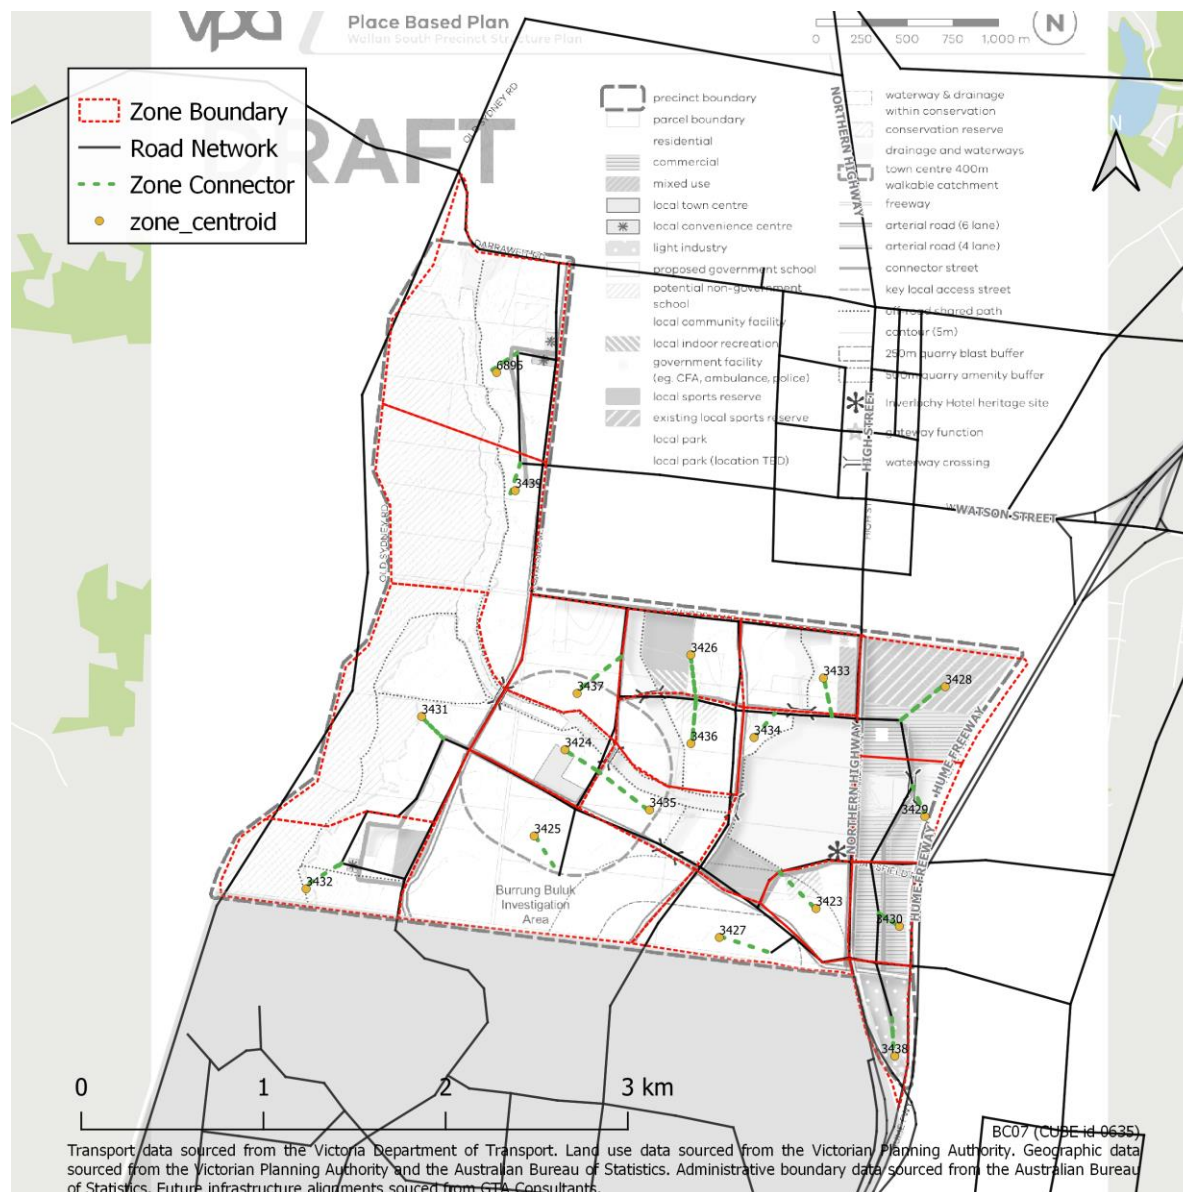 vpa
Place Based Plan
Wallan South Precinct Structure Plan
0 250 500 750 1,000 m
N
DRAFT
Zone Boundary
Road Network
Zone Connector
zone_centroid
precinct boundary
parcel boundary
residential
commercial
mixed use
local town centre
local convenience centre
light industry
proposed government school
potential non-government
school
local community facility
local indoor recreation
government facility
(eg. CFA, ambulance, police)
local sports reserve
existing local sports reserve
local park
local park (location TBD)
waterway & drainage
within conservation
conservation reserve
drainage and waterways
town centre 400m
walkable catchment
freeway
arterial road (6 lane)
arterial road (4 lane)
connector street
key local access street
off-road shared path
contour (5m)
250m quarry blast buffer
500m quarry amenity buffer
Inverlochy Hotel heritage site
gateway function
waterway crossing
N
OLD SYDNEY RD
NORTHERN HIGHWAY
DARRAWEIT RD
6895
3439
HIGH STREET
HIGH ST
WATSON STREET
OLD SYDNEY RD
3426
3433
3428
3437
3431
3436
3434
3424
3435
3429
3425
3432
3423
3430
3427
3438
NORTHERN HIGHWAY
HUME FREEWAY
HUME FREEWAY
HUME FREEWAY
Burrung Buluk
Investigation
Area
0 1 2 3 km
BC07 (CUBE id 0635)
Transport data sourced from the Victoria Department of Transport. Land use data sourced from the Victorian Planning Authority. Geographic data
sourced from the Victorian Planning Authority and the Australian Bureau of Statistics. Administrative boundary data sourced from the Australian Bureau
of Statistics. Future infrastructure alignments souced from GTA Consultants.